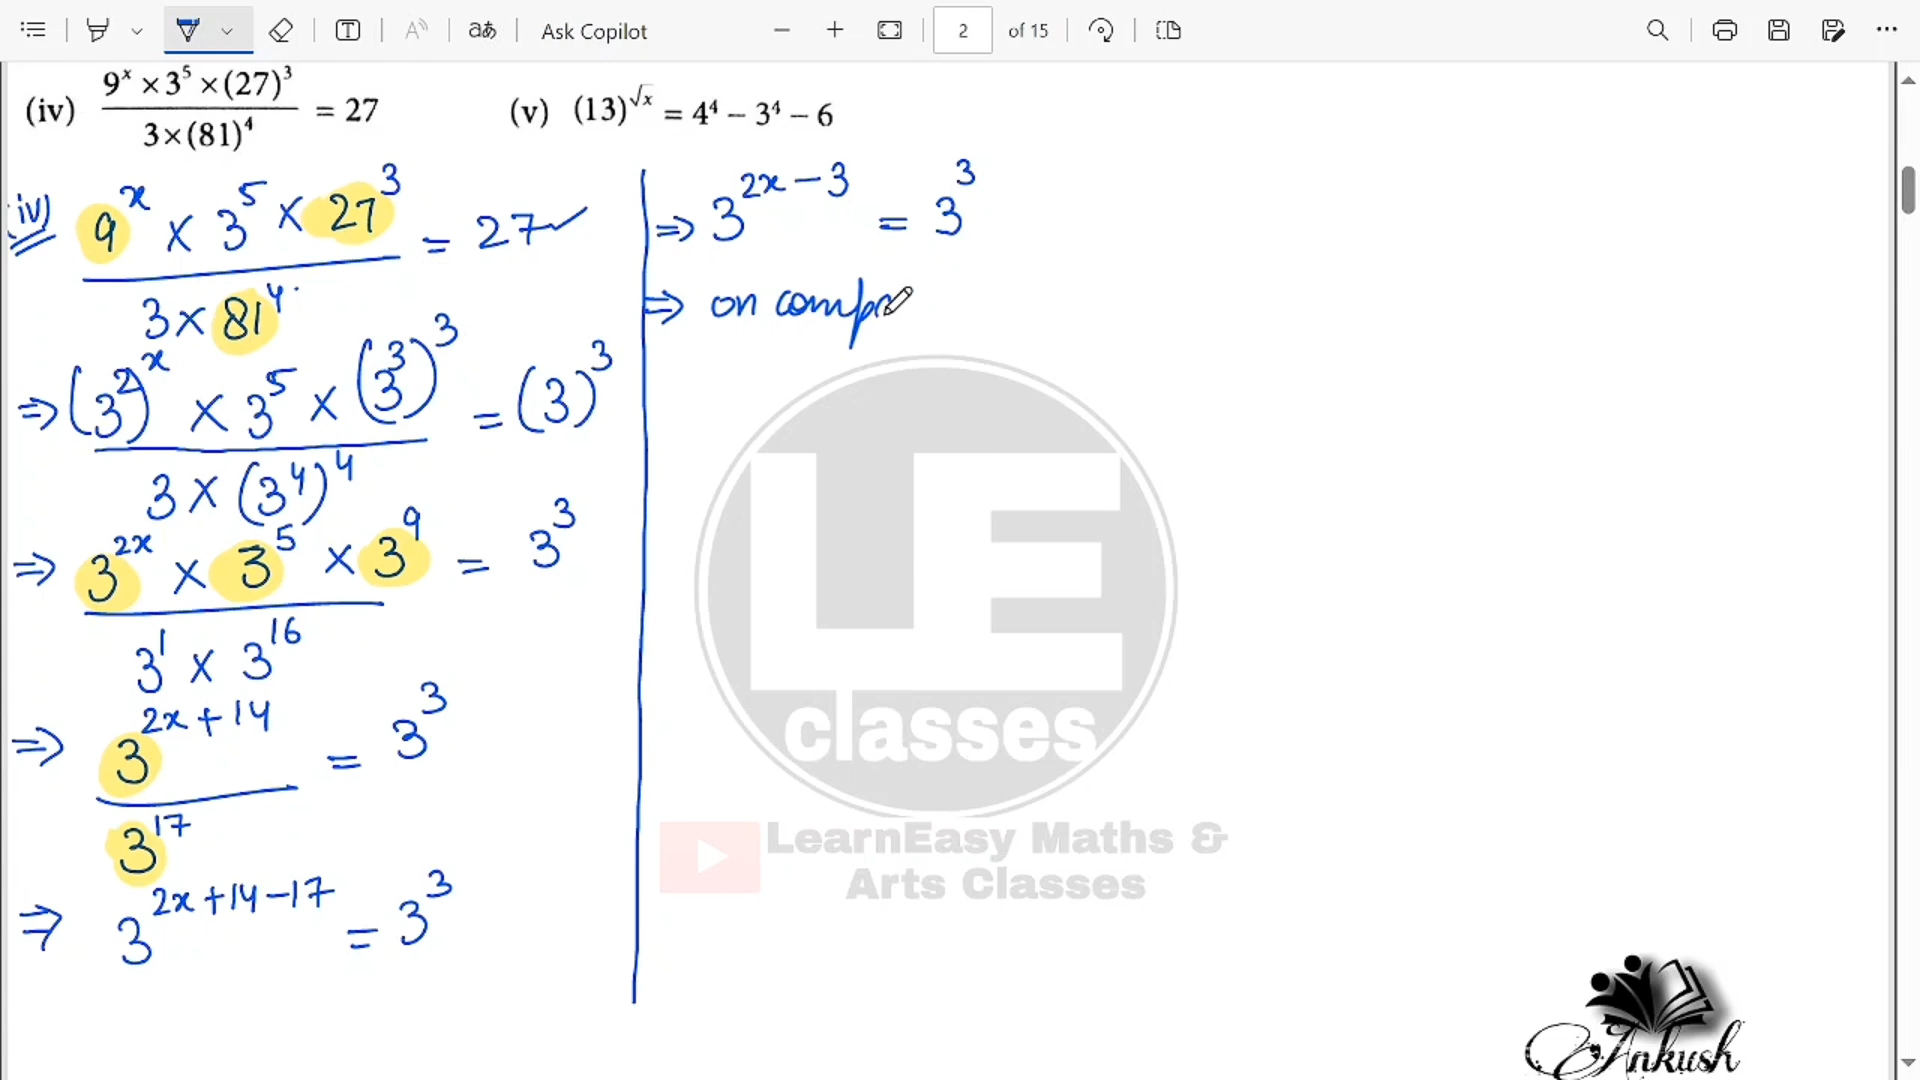 Ask Copilot 2 of 15
(iv) 9^x × 3^5 × (27)^3 / 3 × (81)^4 = 27 (v) (13)^√x = 4^4 − 3^4 − 6
iv) 9^x × 3^5 × 27^3 / 3 × 81^4 = 27 ✓
⇒ (3^2)^x × 3^5 × (3^3)^3 / 3 × (3^4)^4 = (3)^3
⇒ 3^2x × 3^5 × 3^9 / 3^1 × 3^16 = 3^3
⇒ 3^2x+14 / 3^17 = 3^3
⇒ 3^2x+14−17 = 3^3
⇒ 3^2x−3 = 3^3
⇒ on comp
LE
classes
LearnEasy Maths &
Arts Classes
Ankush